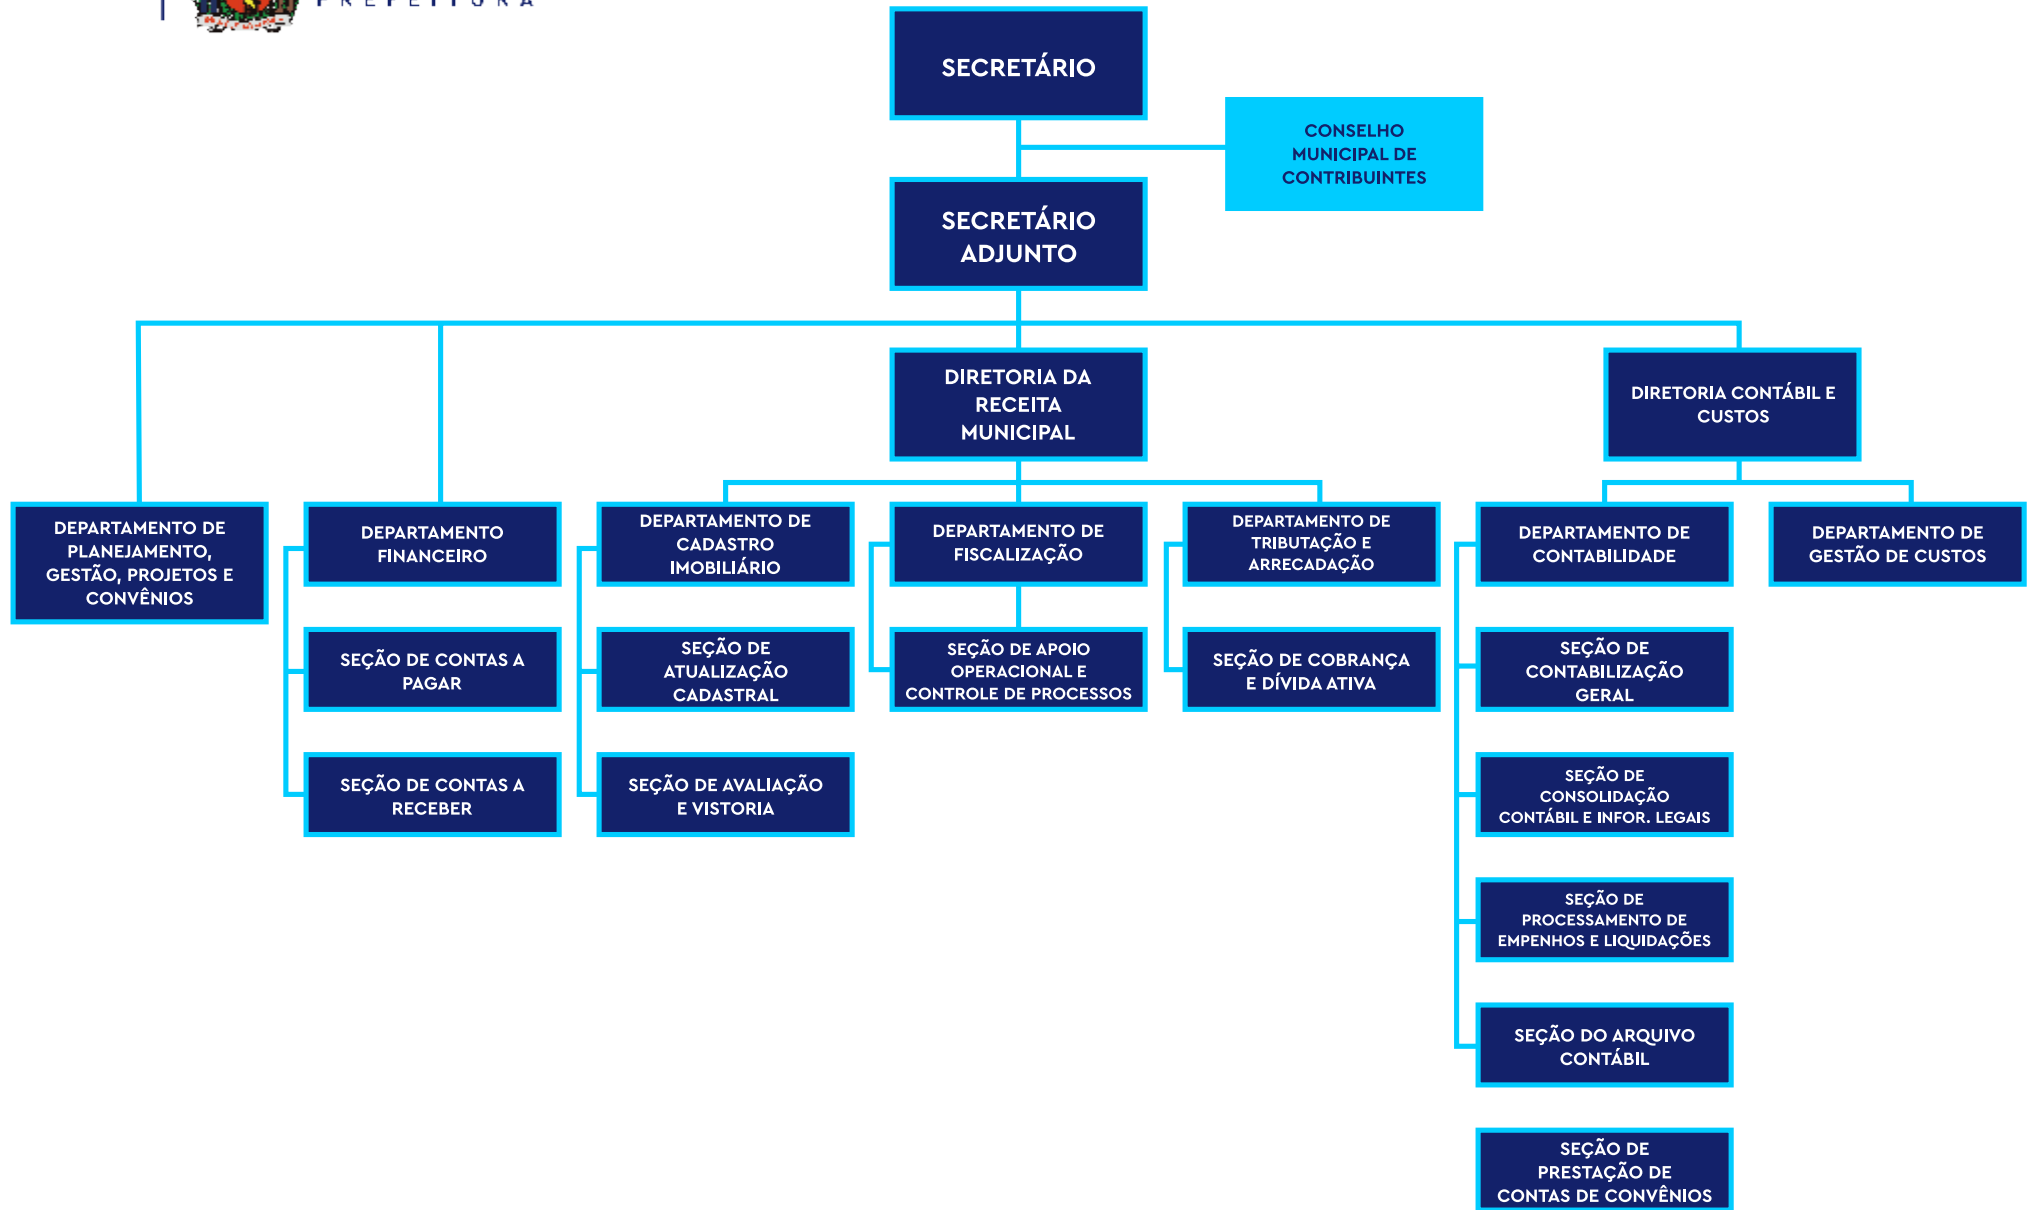 PREFEITURA
SECRETÁRIO
CONSELHO
MUNICIPAL DE
CONTRIBUINTES
SECRETÁRIO
ADJUNTO
DIRETORIA DA
RECEITA
MUNICIPAL
DIRETORIA CONTÁBIL E
CUSTOS
DEPARTAMENTO DE
PLANEJAMENTO,
GESTÃO, PROJETOS E
CONVÊNIOS
DEPARTAMENTO
FINANCEIRO
DEPARTAMENTO DE
CADASTRO
IMOBILIÁRIO
DEPARTAMENTO DE
FISCALIZAÇÃO
DEPARTAMENTO DE
TRIBUTAÇÃO E
ARRECADAÇÃO
DEPARTAMENTO DE
CONTABILIDADE
DEPARTAMENTO DE
GESTÃO DE CUSTOS
SEÇÃO DE CONTAS A
PAGAR
SEÇÃO DE
ATUALIZAÇÃO
CADASTRAL
SEÇÃO DE APOIO
OPERACIONAL E
CONTROLE DE PROCESSOS
SEÇÃO DE COBRANÇA
E DÍVIDA ATIVA
SEÇÃO DE
CONTABILIZAÇÃO
GERAL
SEÇÃO DE CONTAS A
RECEBER
SEÇÃO DE AVALIAÇÃO
E VISTORIA
SEÇÃO DE
CONSOLIDAÇÃO
CONTÁBIL E INFOR. LEGAIS
SEÇÃO DE
PROCESSAMENTO DE
EMPENHOS E LIQUIDAÇÕES
SEÇÃO DO ARQUIVO
CONTÁBIL
SEÇÃO DE
PRESTAÇÃO DE
CONTAS DE CONVÊNIOS